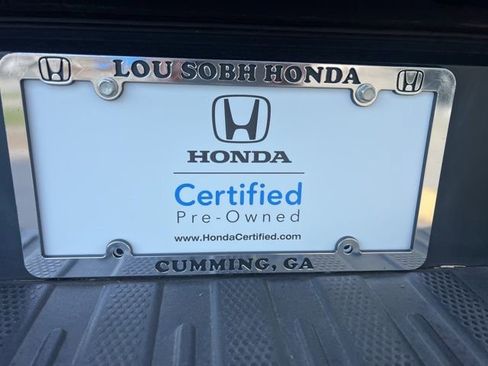 LOU SOBH HONDA
HONDA
Certified
Pre-Owned
www.HondaCertified.com
CUMMING, GA